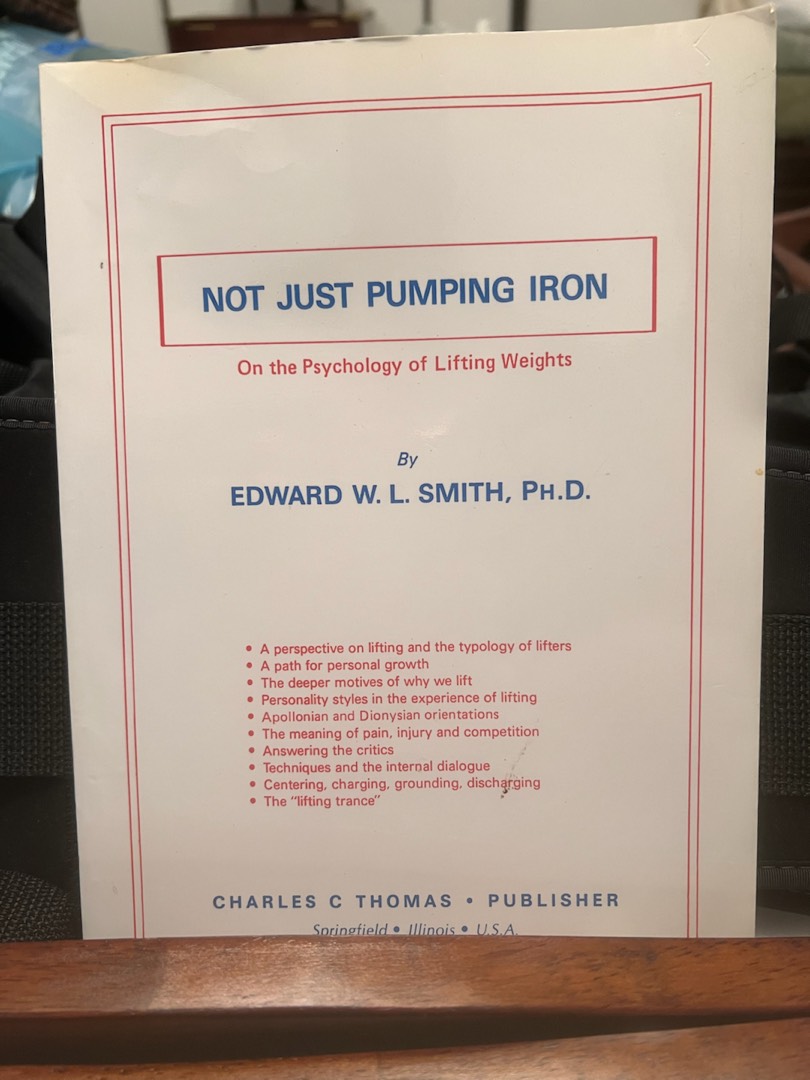 NOT JUST PUMPING IRON
On the Psychology of Lifting Weights
By
EDWARD W. L. SMITH, PH.D.
• A perspective on lifting and the typology of lifters
• A path for personal growth
• The deeper motives of why we lift
• Personality styles in the experience of lifting
• Apollonian and Dionysian orientations
• The meaning of pain, injury and competition
• Answering the critics
• Techniques and the internal dialogue
• Centering, charging, grounding, discharging
• The "lifting trance"
CHARLES C THOMAS • PUBLISHER
Springfield • Illinois • U.S.A.